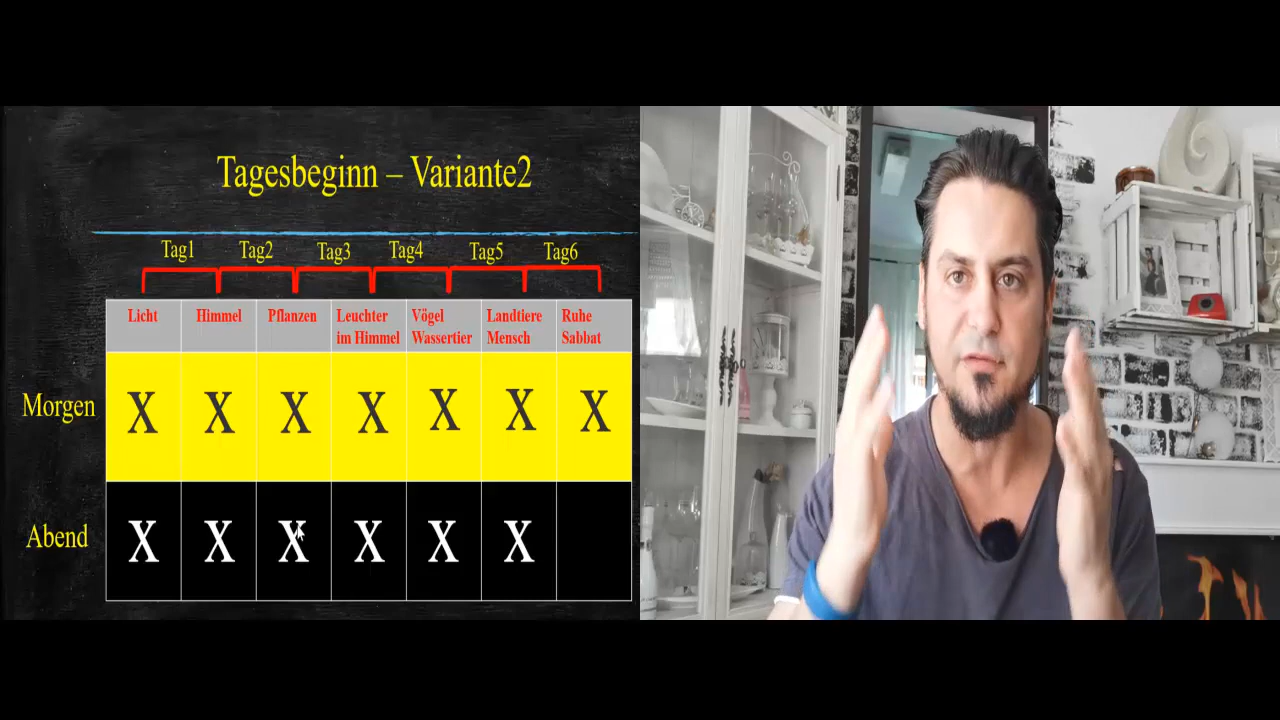 Tagesbeginn – Variante2
Tag1 Tag2 Tag3 Tag4 Tag5 Tag6
Licht Himmel Pflanzen Leuchter im Himmel Vögel Wassertier Landtiere Mensch Ruhe Sabbat
Morgen X X X X X X X
Abend X X X X X X